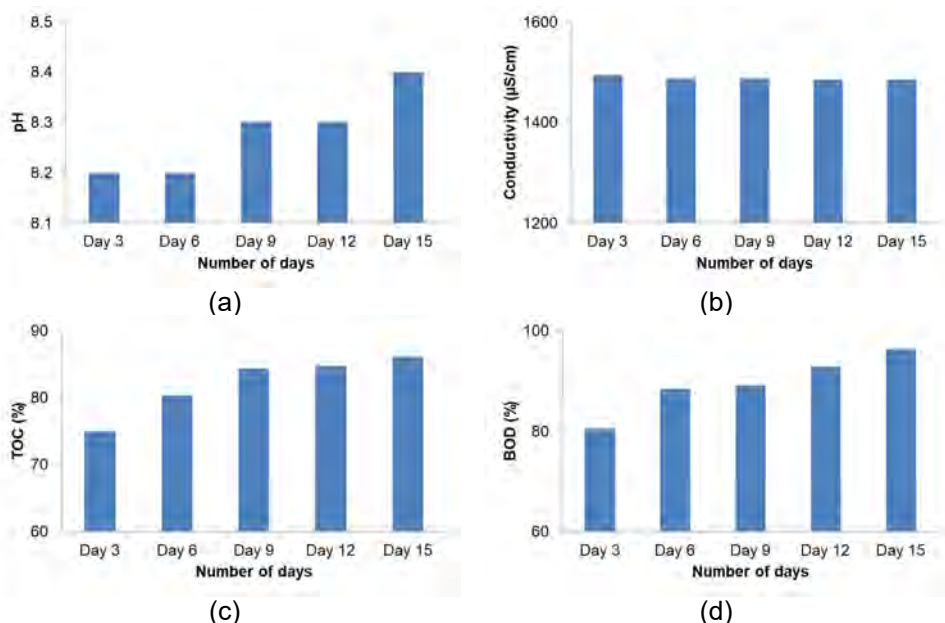 8.5
8.4
8.3
8.2
8.1
pH
Day 3 Day 6 Day 9 Day 12 Day 15
Number of days
(a)
1600
1400
1200
Conductivity (µS/cm)
Day 3 Day 6 Day 9 Day 12 Day 15
Number of days
(b)
90
80
70
60
TOC (%)
Day 3 Day 6 Day 9 Day 12 Day 15
Number of days
(c)
100
80
60
BOD (%)
Day 3 Day 6 Day 9 Day 12 Day 15
Number of days
(d)